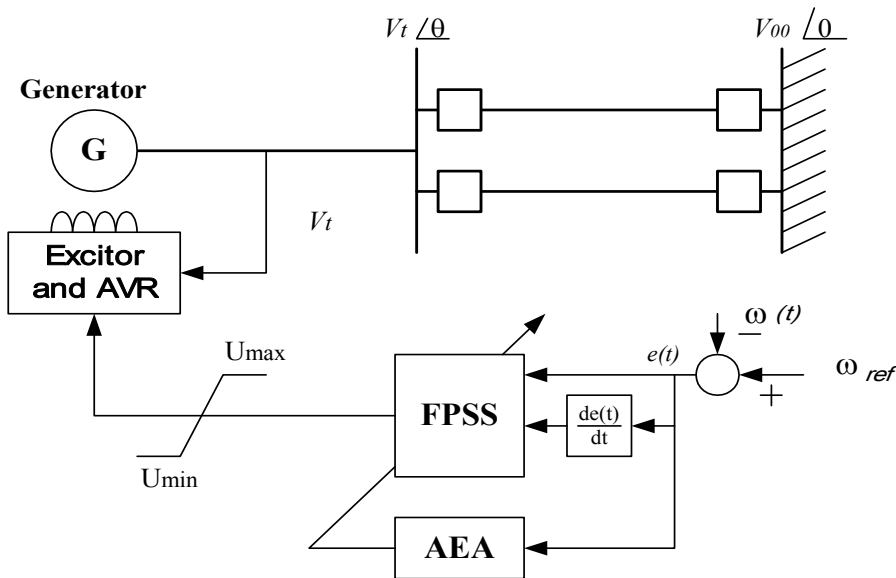 Vt /θ
V00 /0
Generator
G
Vt
Excitor
and AVR
ω (t)
−
e(t)
ω ref
+
Umax
FPSS
de(t)
dt
Umin
AEA